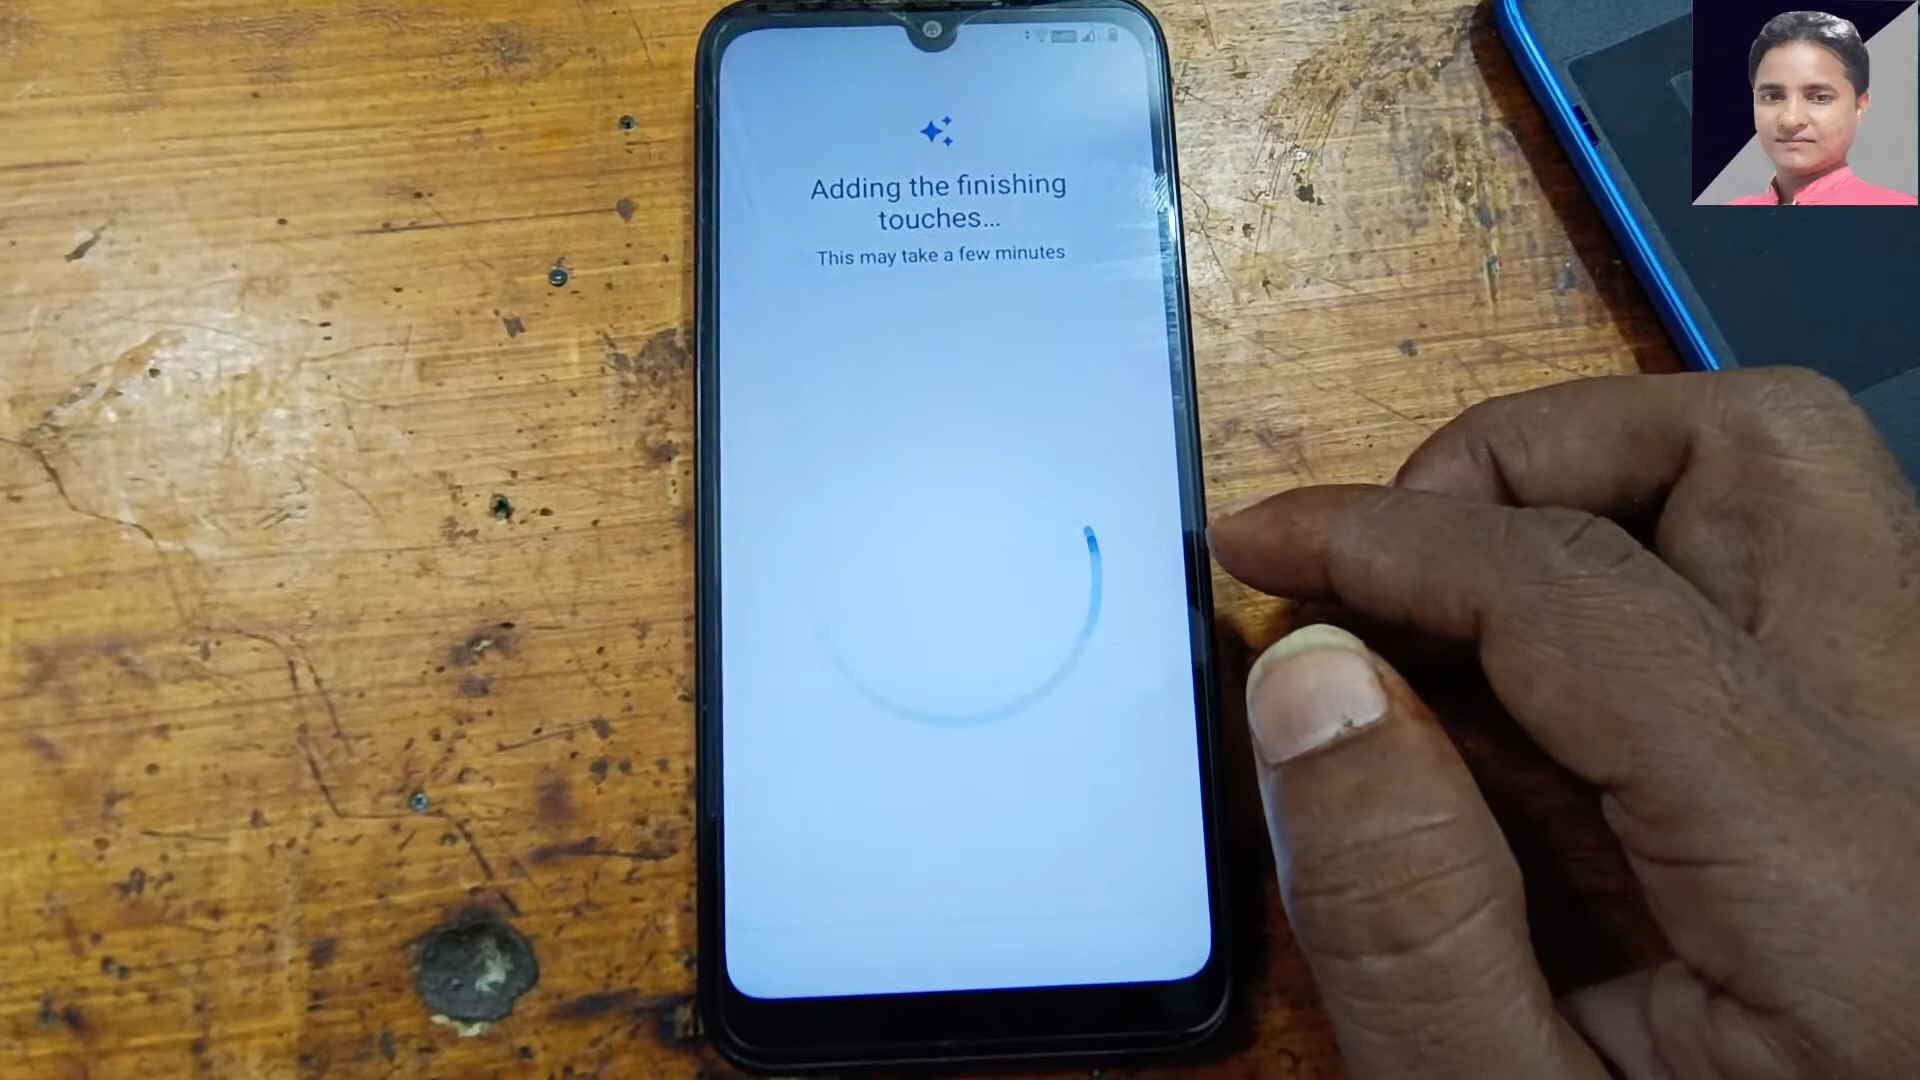 Adding the finishing
touches...
This may take a few minutes